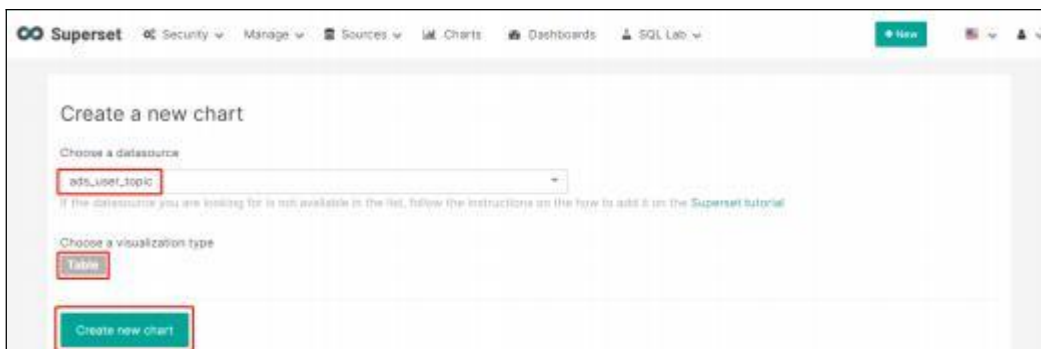 Superset Security Manage Sources Charts Dashboards SQL Lab New
Create a new chart
Choose a datasource
ads_user_topic
If the datasource you are looking for is not available in the list, follow the instructions on the how to add it on the Superset tutorial
Choose a visualization type
Table
Create new chart